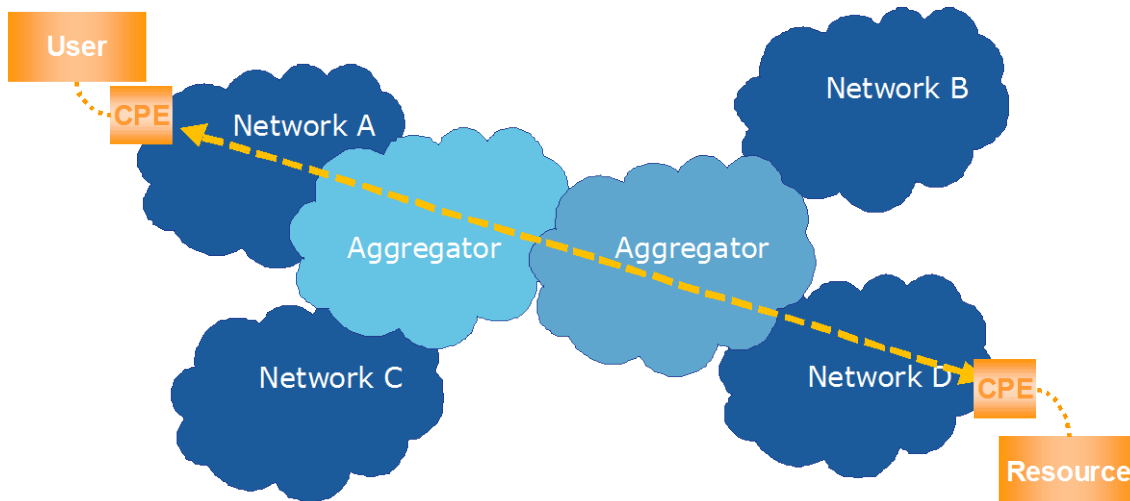 User
CPE
Network A
Network B
Aggregator
Aggregator
Network C
Network D
CPE
Resource